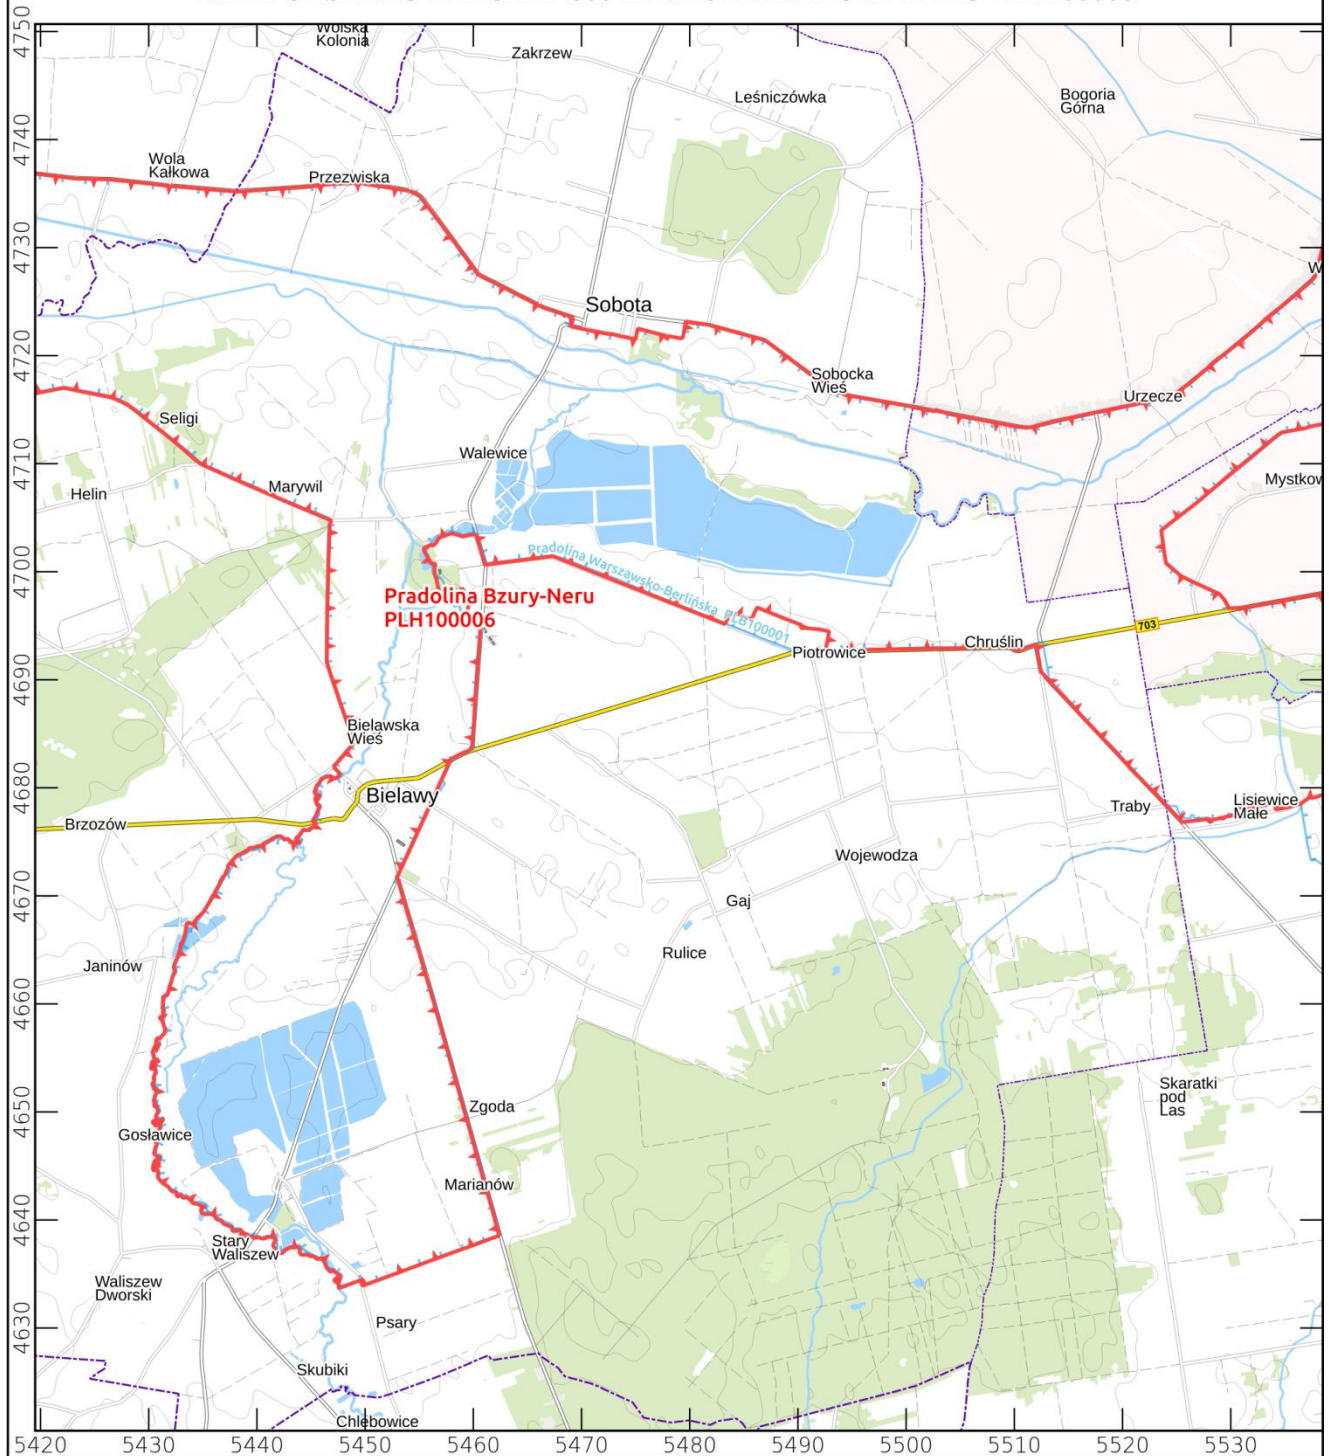 Wolska
Kolonia
Zakrzew
Leśniczówka
Bogoria
Górna
Wola
Kałkowa
Przezwiska
Sobota
Sobocka
Wieś
Urzecze
Seligi
Walewice
Helin
Marywil
Mystkow
Pradolina Warszawsko-Berlińska PLB100001
Pradolina Bzury-Neru
PLH100006
703
Chruślin
Piotrowice
Bielawska
Wieś
Bielawy
Brzozów
Traby
Lisiewice
Małe
Wojewodza
Gaj
Rulice
Janinów
Skaratki
pod
Las
Zgoda
Gosławice
Marianów
Stary
Waliszew
Waliszew
Dworski
Psary
Skubiki
Chlebowice
4750
4740
4730
4720
4710
4700
4690
4680
4670
4660
4650
4640
4630
5420 5430 5440 5450 5460 5470 5480 5490 5500 5510 5520 5530